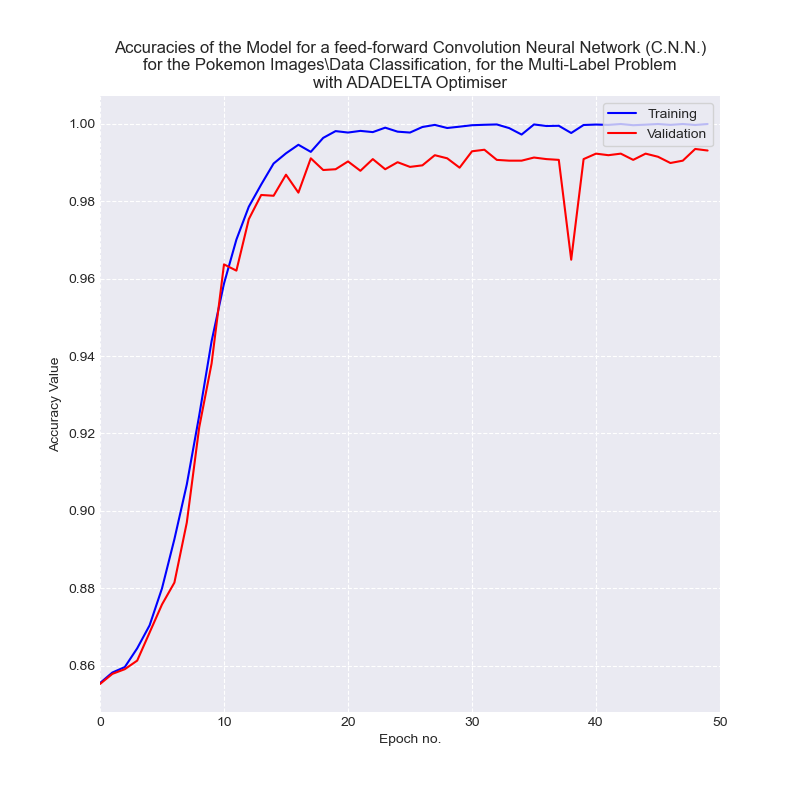 Accuracies of the Model for a feed-forward Convolution Neural Network (C.N.N.)
for the Pokemon Images\Data Classification, for the Multi-Label Problem
with ADADELTA Optimiser
Training
Validation
1.00
0.98
0.96
0.94
0.92
0.90
0.88
0.86
Accuracy Value
0 10 20 30 40 50
Epoch no.